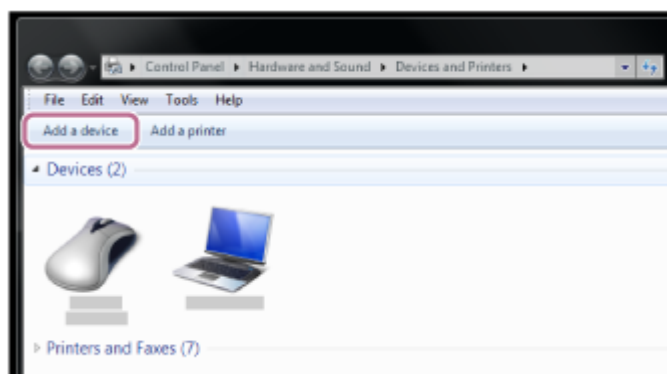 Control Panel ▸ Hardware and Sound ▸ Devices and Printers ▸
File Edit View Tools Help
Add a device Add a printer
Devices (2)
Printers and Faxes (7)